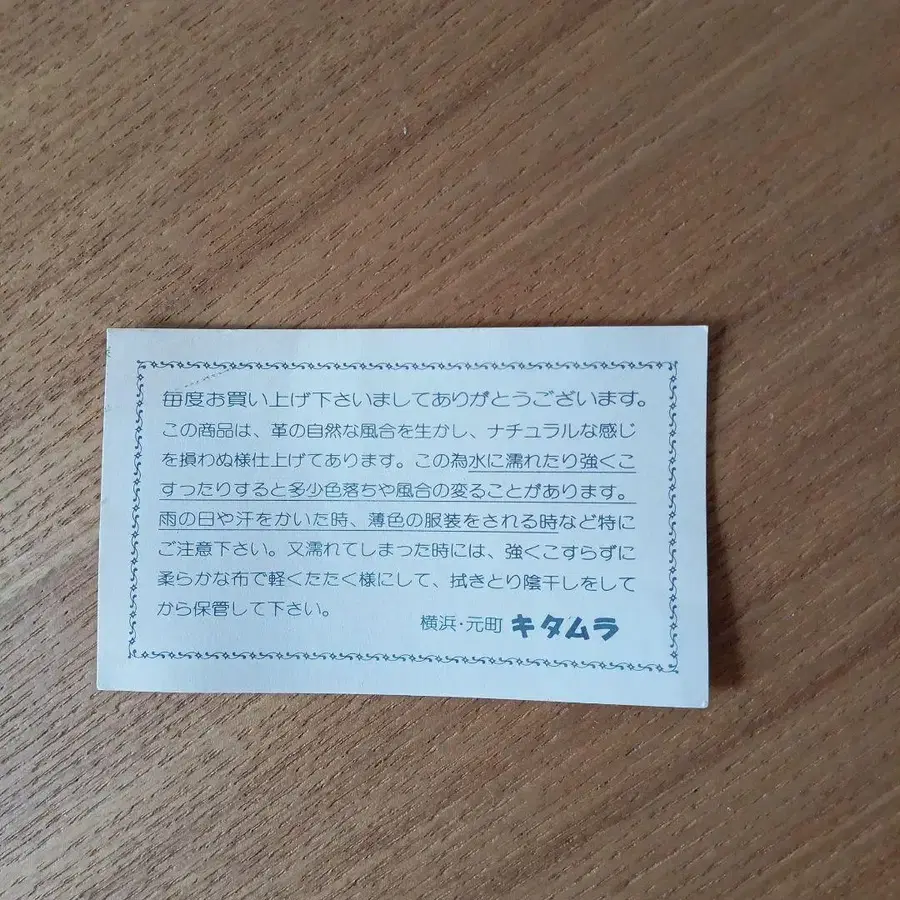 毎度お買い上げ下さいましてありがとうございます。
この商品は、革の自然な風合を生かし、ナチュラルな感じ
を損わぬ様仕上げてあります。この為水に濡れたり強くこ
すったりすると多少色落ちや風合の変ることがあります。
雨の日や汗をかいた時、薄色の服装をされる時など特に
ご注意下さい。又濡れてしまった時には、強くこすらずに
柔らかな布で軽くたたく様にして、拭きとり陰干しをして
から保管して下さい。
横浜・元町 キタムラ